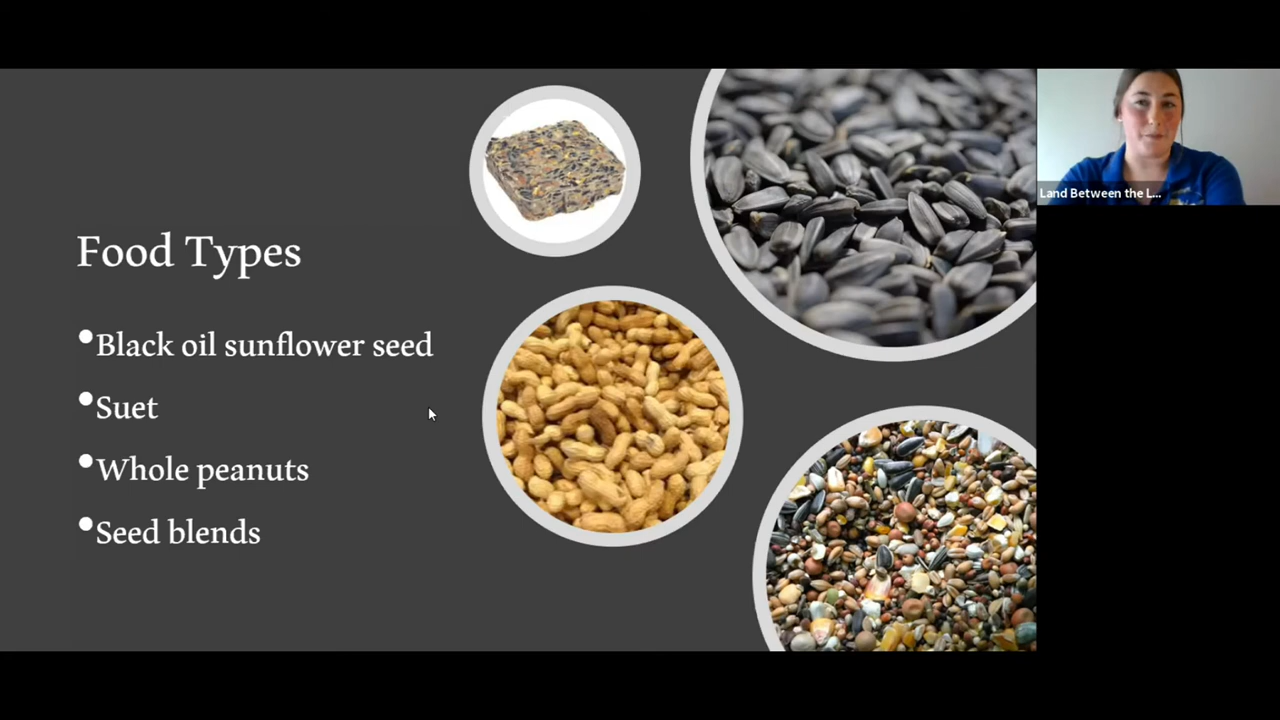 Food Types
Black oil sunflower seed
Suet
Whole peanuts
Seed blends
Land Between the L...